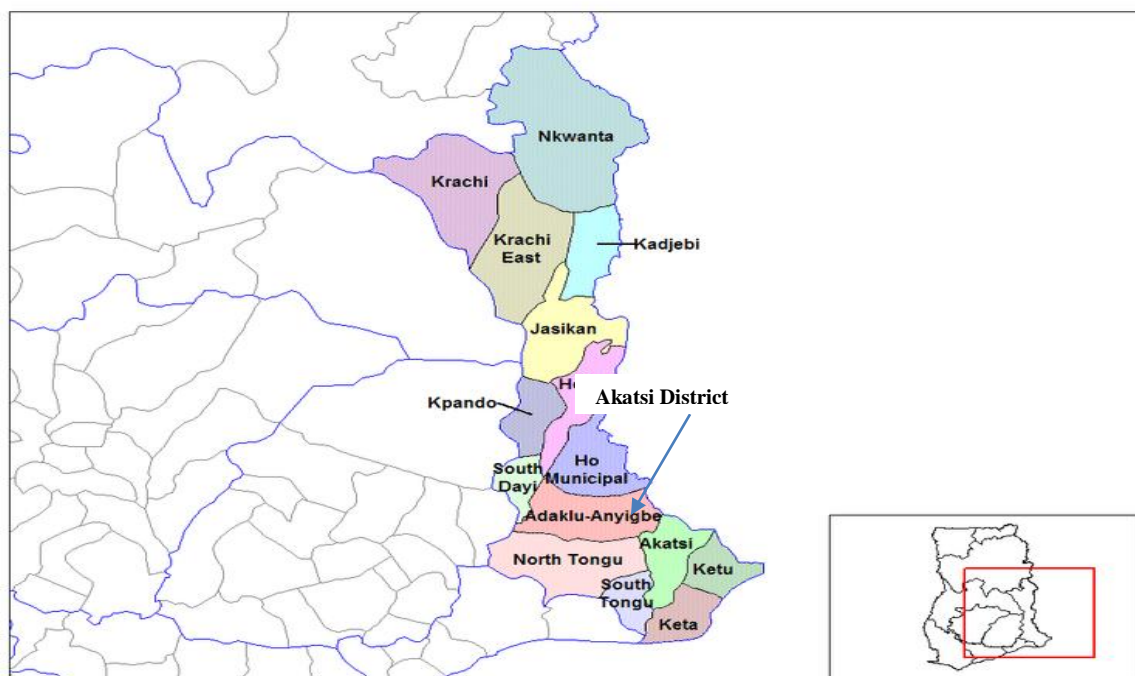 Nkwanta
Krachi
Krachi
East
Kadjebi
Jasikan
Akatsi District
Kpando
South
Dayi
Ho
Municipal
Adaklu-Anyigbe
Akatsi
North Tongu
Ketu
South
Tongu
Keta